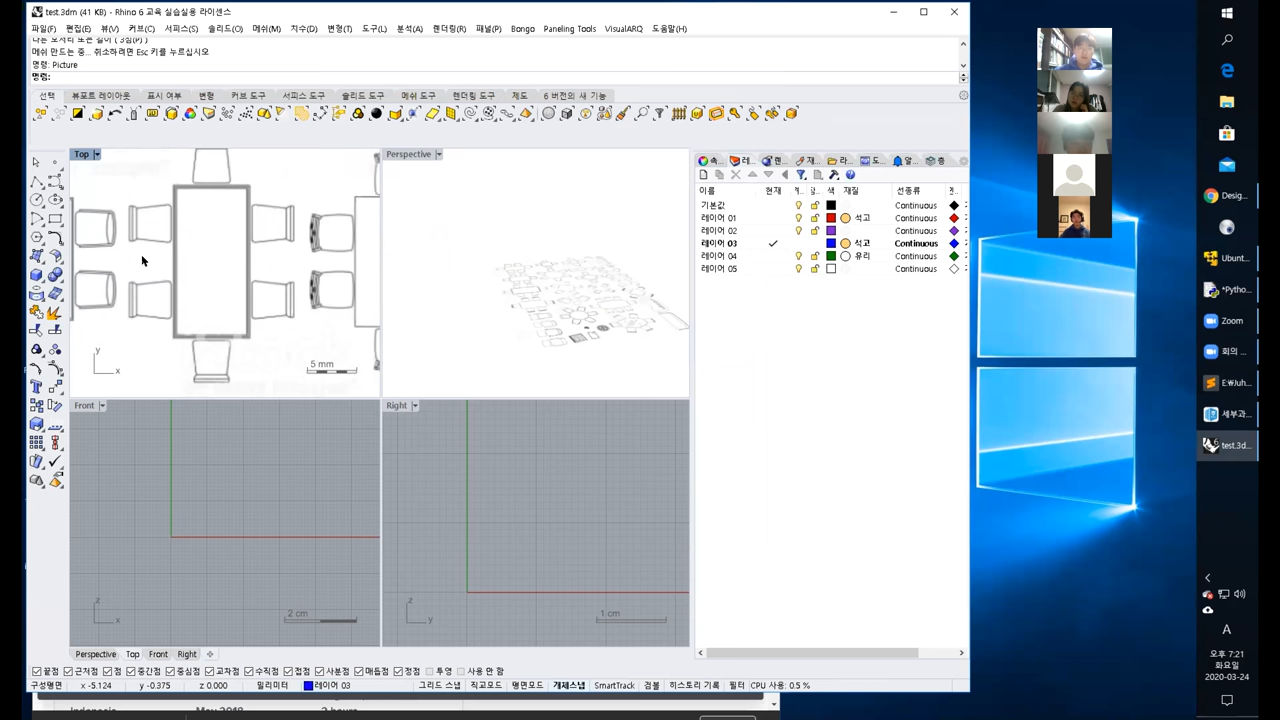 test.3dm (41 KB) - Rhino 6 교육 실습실용 라이센스
파일(F) 편집(E) 뷰(V) 커브(C) 서피스(S) 솔리드(O) 메쉬(M) 치수(D) 변형(T) 도구(L) 분석(A) 렌더링(R) 패널(P) Paneling Tools VisualARQ Bongo 도움말(H)
메쉬 만드는 중... 취소하려면 Esc 키를 누르십시오
명령: Picture
명령:
선택 뷰포트 레이아웃 표시 여부 변형 커브 도구 서피스 도구 솔리드 도구 메쉬 도구 렌더링 도구 제도 6 버전의 새 기능
Top
Perspective
이름 현재 색 재질 선종류
기본값 Continuous
레이어 01 석고 Continuous
레이어 02 Continuous
레이어 03 석고 Continuous
레이어 04 유리 Continuous
레이어 05 Continuous
y
x
5 mm
Front
Right
z
x
2 cm
z
y
1 cm
Perspective Top Front Right
끝점 근처점 점 중간점 중심점 교차점 수직점 접점 사분점 매듭점 정점 투영 사용 안 함
구성평면 x -5.124 y -0.375 z 0.000 밀리미터 레이어 03 그리드 스냅 직교모드 평면모드 개체스냅 SmartTrack 검볼 히스토리 기록 필터 CPU 사용: 0.5 %
Desig...
Ubunt...
*Pytho...
Zoom
회의 ...
E:₩Juh...
세부과...
test.3d...
A
오후 7:21
화요일
2020-03-24